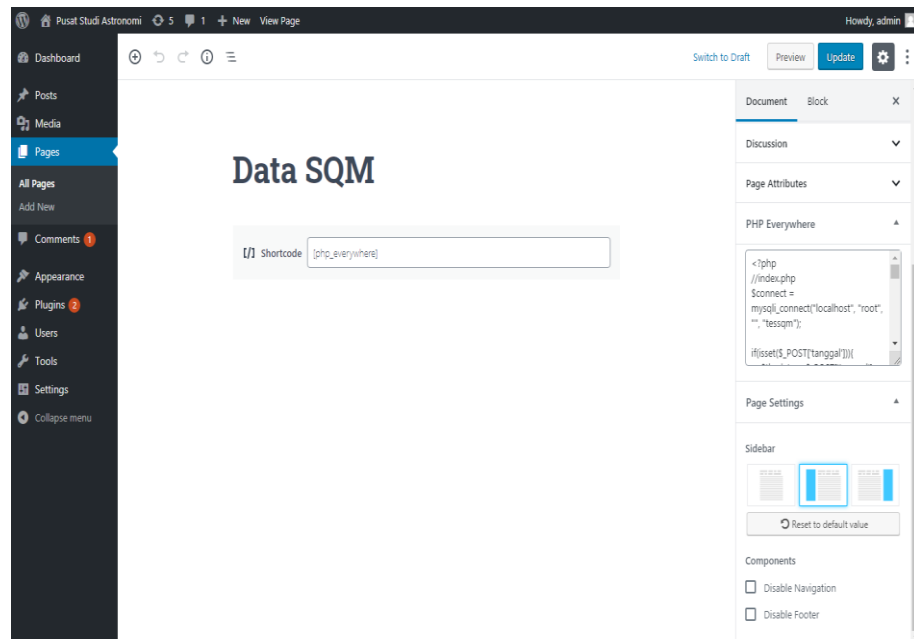 Pusat Studi Astronomi 5 1 + New View Page Howdy, admin
Dashboard
Posts
Media
Pages
All Pages
Add New
Comments 1
Appearance
Plugins 2
Users
Tools
Settings
Collapse menu
Switch to Draft Preview Update
Data SQM
[/] Shortcode [php_everywhere]
Document Block X
Discussion
Page Attributes
PHP Everywhere
<?php
//index.php
$connect =
mysqli_connect("localhost", "root",
"", "tessqm");
if(isset($_POST['tanggal'])){
Page Settings
Sidebar
Reset to default value
Components
Disable Navigation
Disable Footer